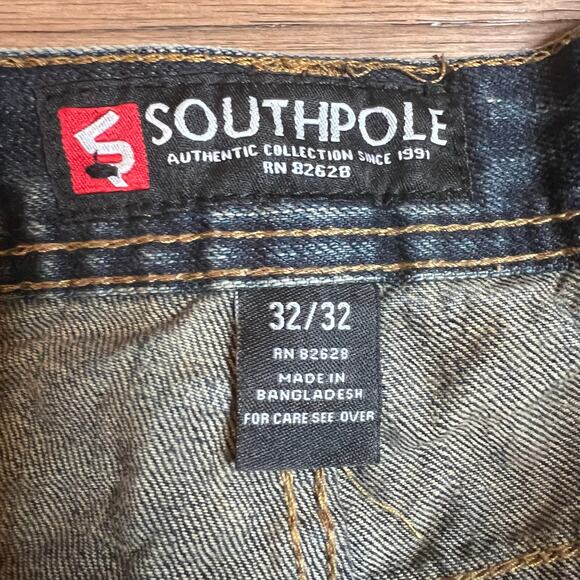 SOUTHPOLE
AUTHENTIC COLLECTION SINCE 1991
RN 82628
32/32
RN 82628
MADE IN
BANGLADESH
FOR CARE SEE OVER